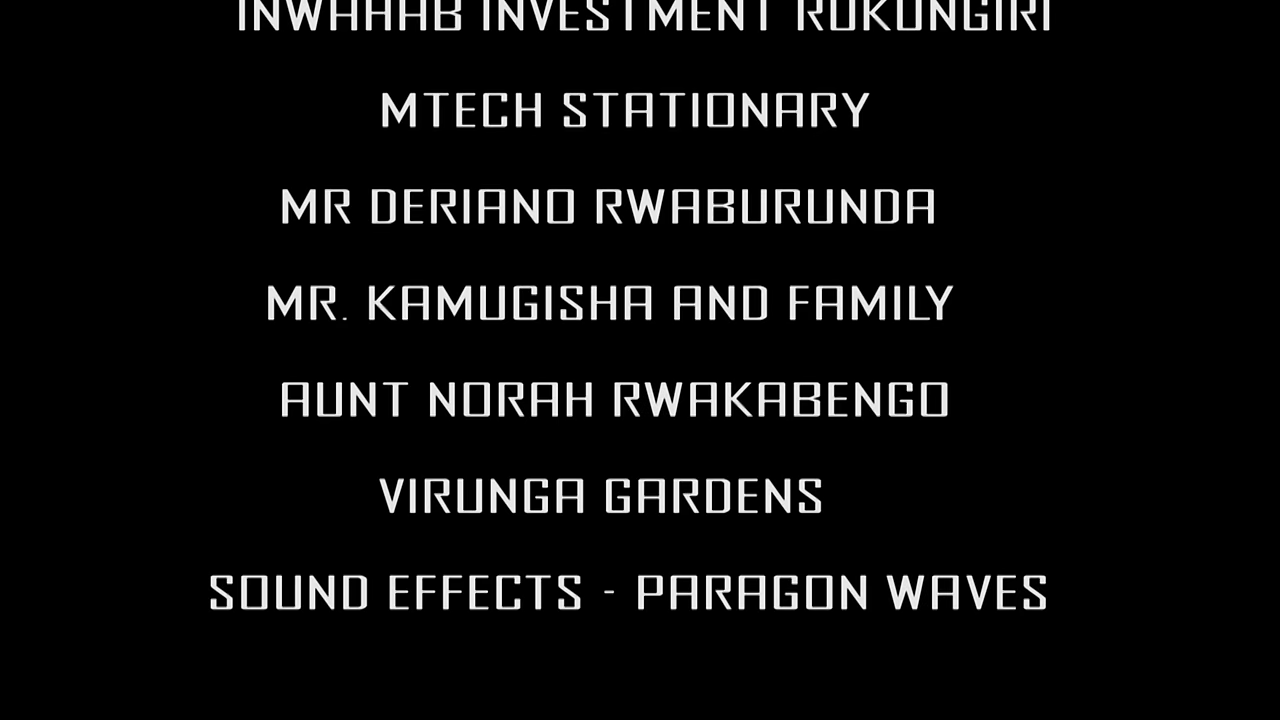 INVESTMENT RUKUNGIRI
MTECH STATIONARY
MR DERIANO RWABURUNDA
MR. KAMUGISHA AND FAMILY
AUNT NORAH RWAKABENGO
VIRUNGA GARDENS
SOUND EFFECTS - PARAGON WAVES